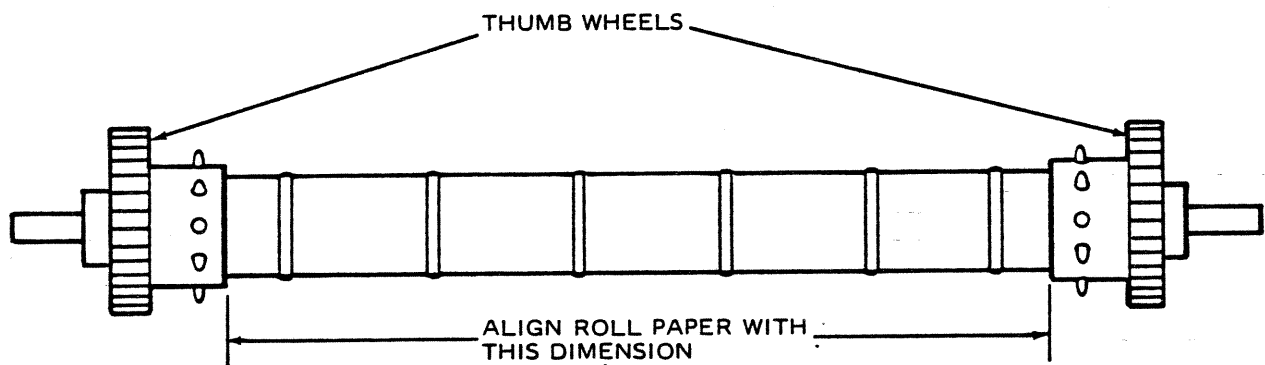 THUMB WHEELS
ALIGN ROLL PAPER WITH
THIS DIMENSION